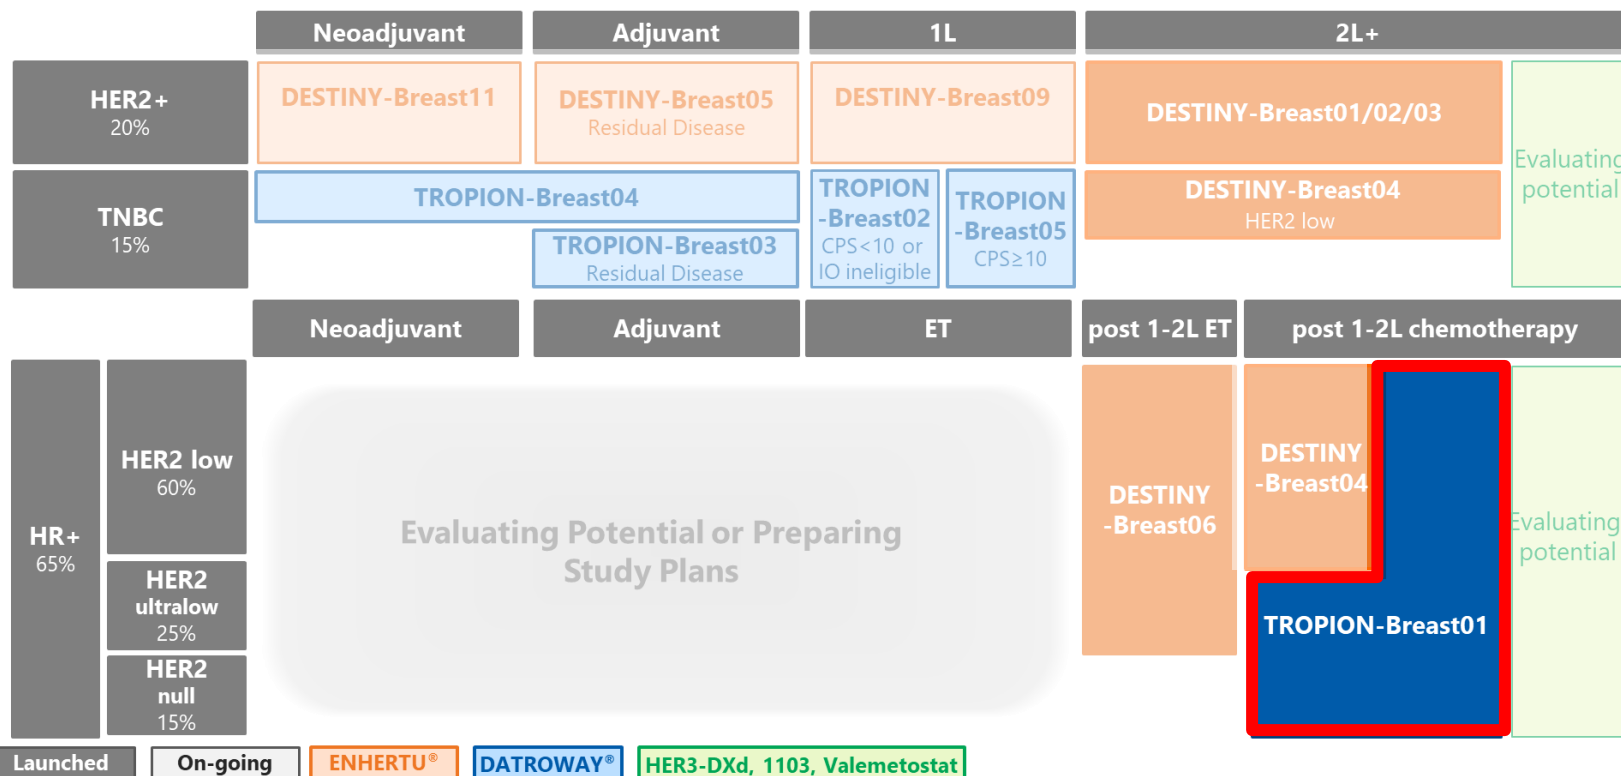 Neoadjuvant
Adjuvant
1L
2L+
HER2+
20%
DESTINY-Breast11
DESTINY-Breast05
Residual Disease
DESTINY-Breast09
DESTINY-Breast01/02/03
Evaluating
potential
TNBC
15%
TROPION-Breast04
TROPION-Breast03
Residual Disease
TROPION
-Breast02
CPS<10 or
IO ineligible
TROPION
-Breast05
CPS≥10
DESTINY-Breast04
HER2 low
Neoadjuvant
Adjuvant
ET
post 1-2L ET
post 1-2L chemotherapy
HR+
65%
HER2 low
60%
HER2
ultralow
25%
HER2
null
15%
Evaluating Potential or Preparing
Study Plans
DESTINY
-Breast06
DESTINY
-Breast04
TROPION-Breast01
Evaluating
potential
Launched
On-going
ENHERTU®
DATROWAY®
HER3-DXd, 1103, Valemetostat